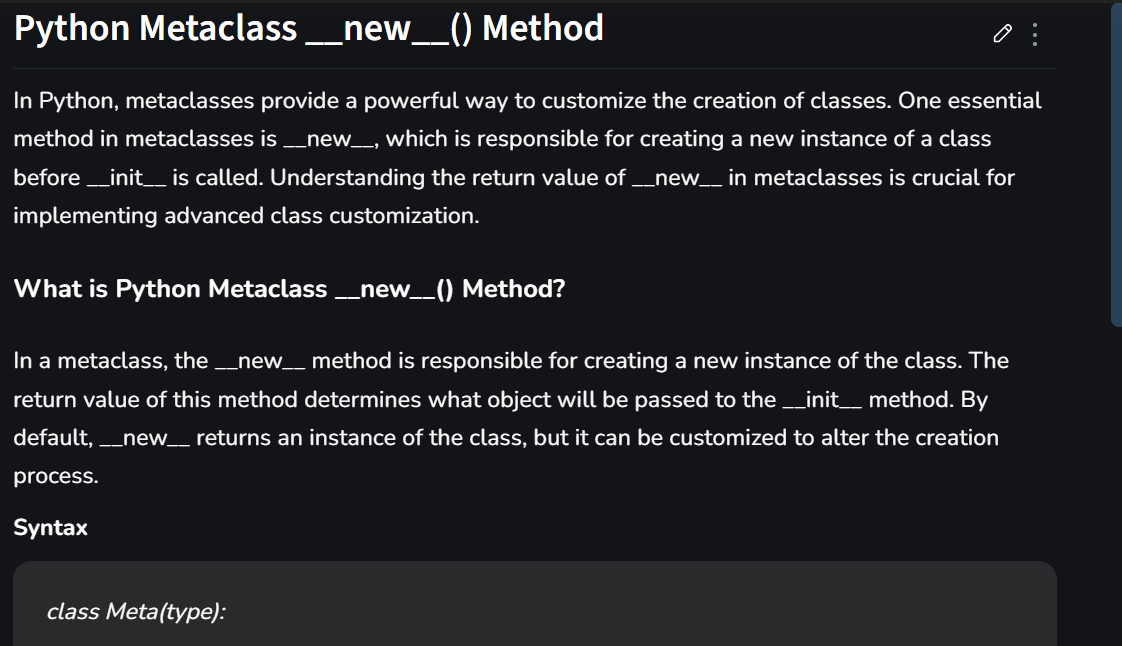 Python Metaclass __new__() Method
In Python, metaclasses provide a powerful way to customize the creation of classes. One essential
method in metaclasses is __new__, which is responsible for creating a new instance of a class
before __init__ is called. Understanding the return value of __new__ in metaclasses is crucial for
implementing advanced class customization.
What is Python Metaclass __new__() Method?
In a metaclass, the __new__ method is responsible for creating a new instance of the class. The
return value of this method determines what object will be passed to the __init__ method. By
default, __new__ returns an instance of the class, but it can be customized to alter the creation
process.
Syntax
class Meta(type):